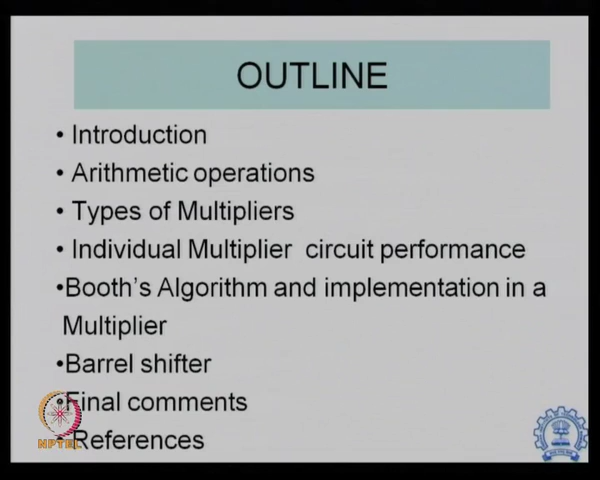 OUTLINE
• Introduction
• Arithmetic operations
• Types of Multipliers
• Individual Multiplier circuit performance
•Booth's Algorithm and implementation in a
Multiplier
•Barrel shifter
•Final comments
• References
NPTEL